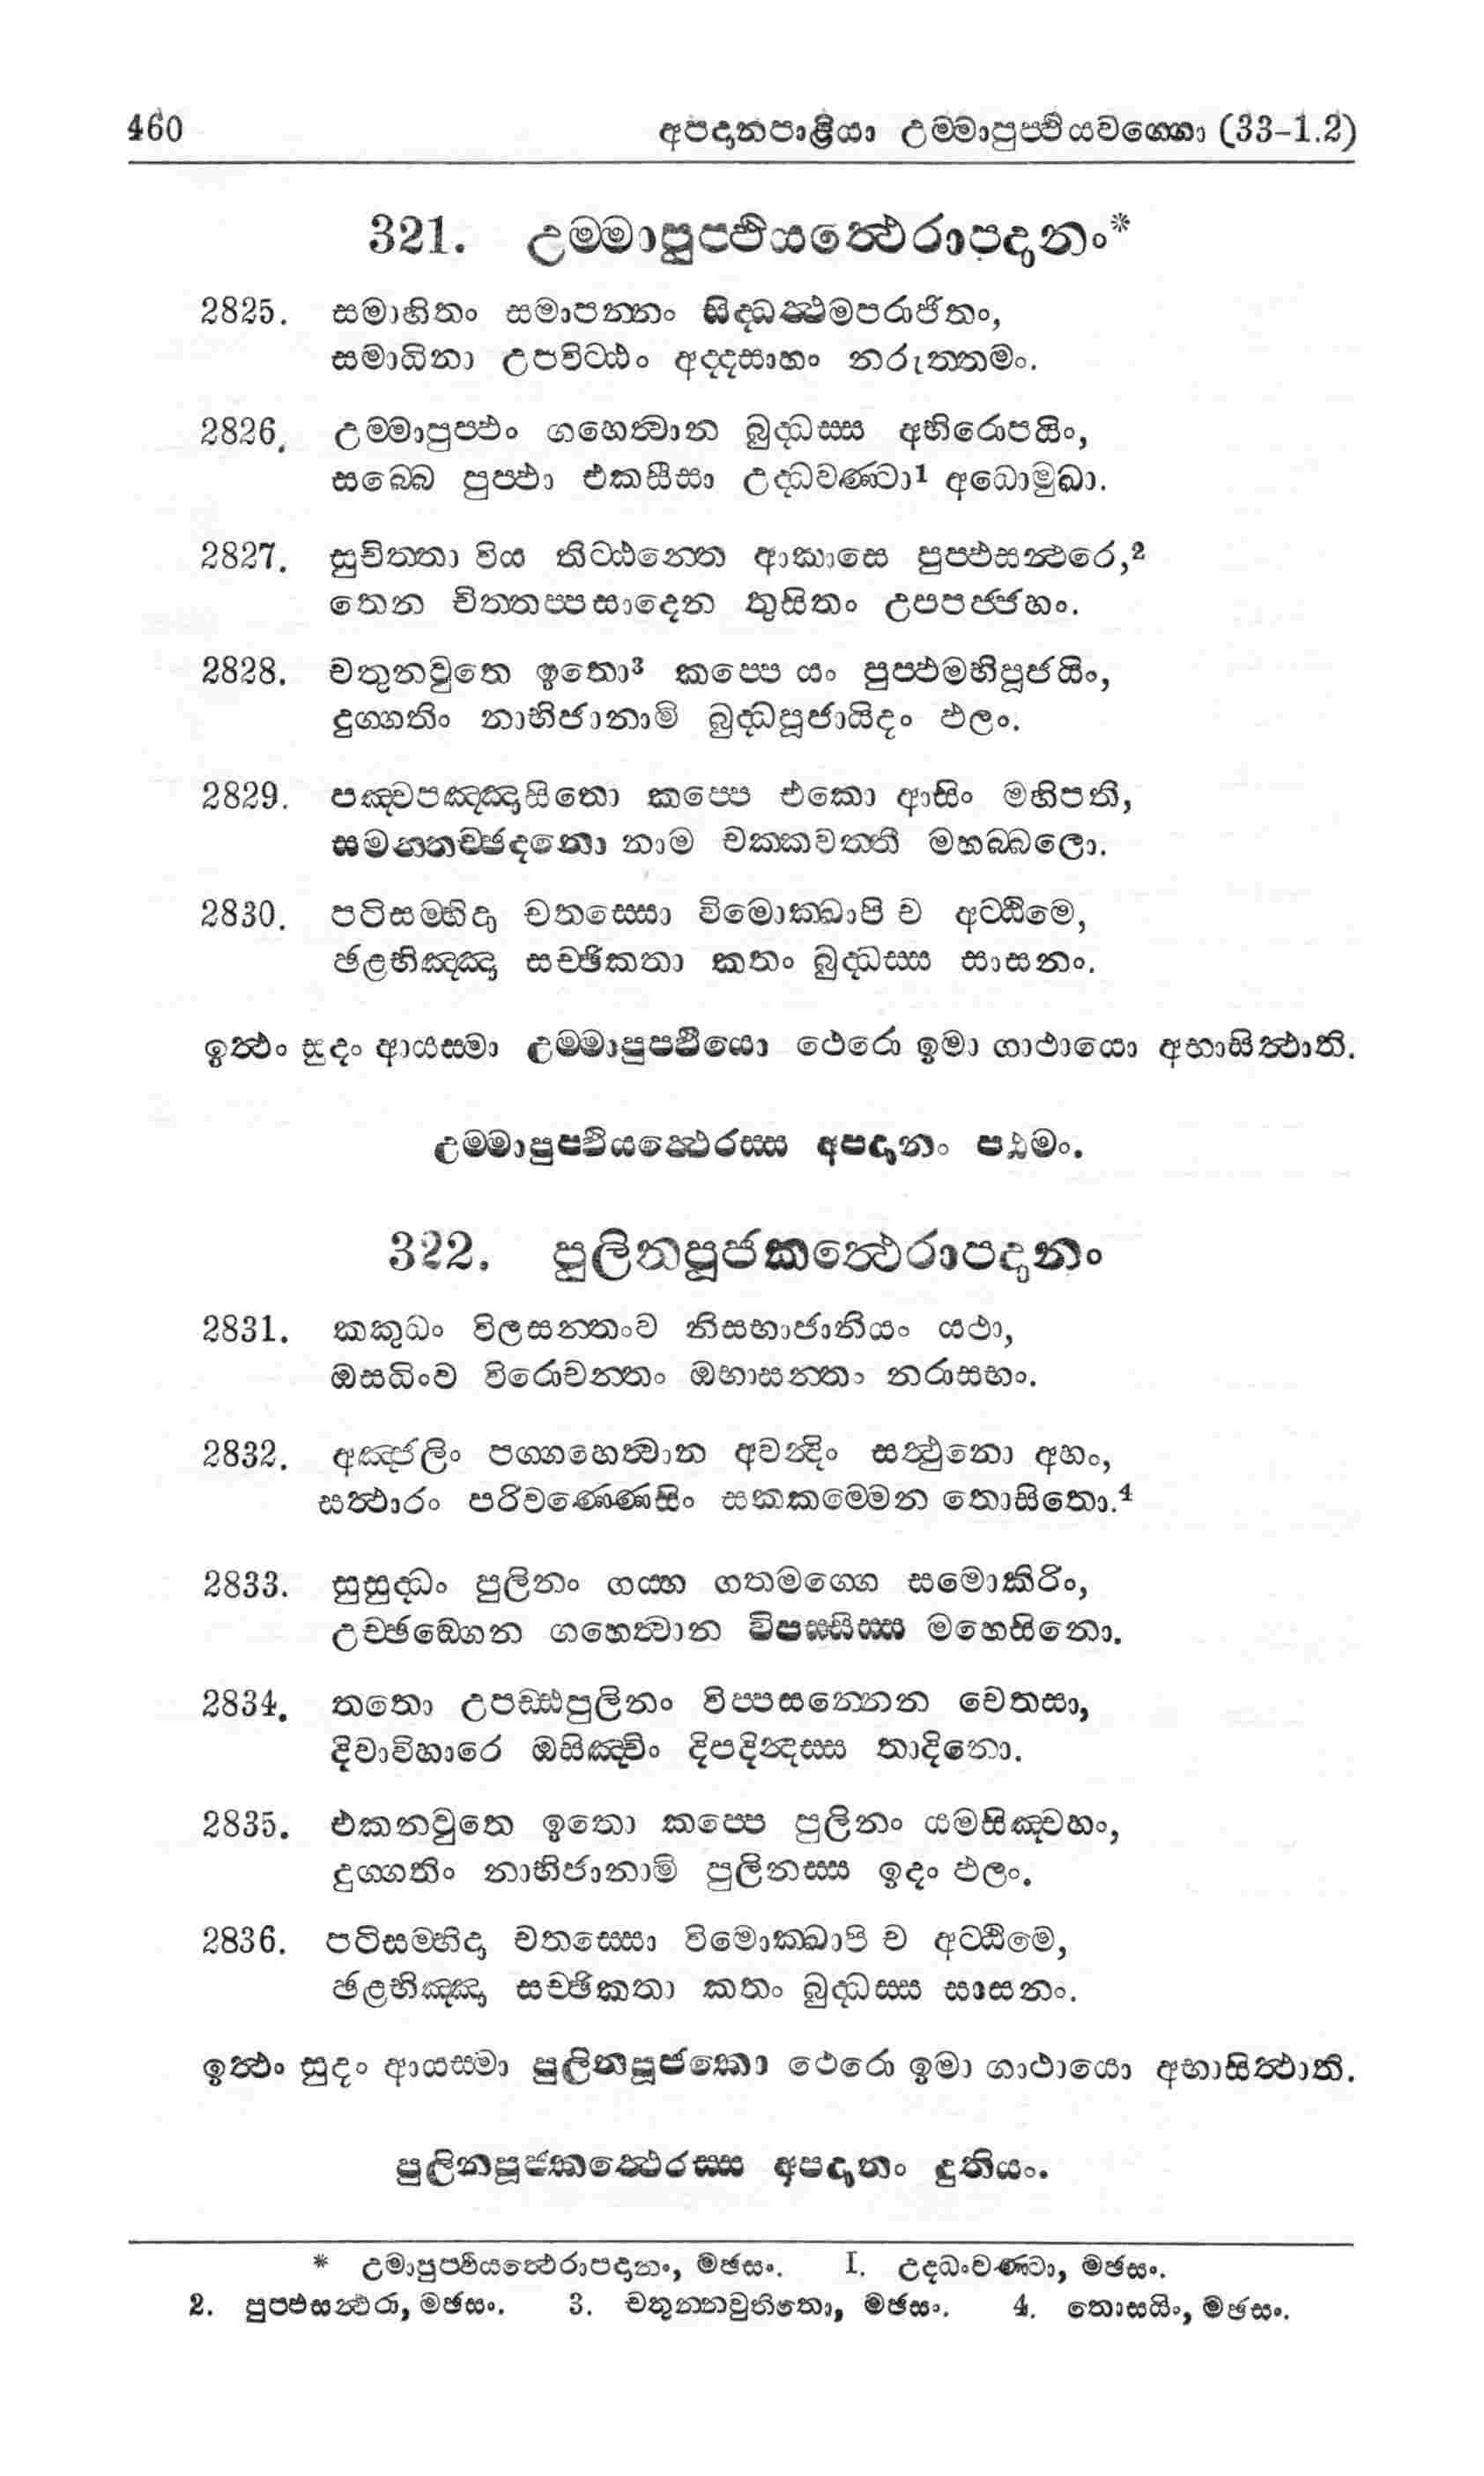 460 අපදානපාළියා උම්මාපුප්ඵියවග්ගො (33-1.2)
321. උම්මාපුප්ඵියත්ථෙරාපදානං*
2825. සමාහිතං සමාපන්නං සිද්ධත්ථමපරාජිතං,
සමාධිනා උපවිට්ඨං අද්දසාහං නරුත්තමං.
2826. උම්මාපුප්ඵං ගහෙත්වාන බුද්ධස්ස අභිරොපයිං,
සබ්බෙ පුප්ඵා එකසීසා උද්ධවණ්ටා1 අධොමුඛා.
2827. සුචිත්තා විය තිට්ඨන්තෙ ආකාසෙ පුප්ඵසන්ථරෙ,2
තෙන චිත්තප්පසාදෙන තුසිතං උපපජ්ජහං.
2828. චතුනවුතෙ ඉතො3 කප්පෙ යං පුප්ඵමභිපූජයිං,
දුග්ගතිං නාභිජානාමි බුද්ධපූජායිදං ඵලං.
2829. පඤ්චපඤ්ඤාසිතො කප්පෙ එකො ආසිං මහීපතී,
සමන්තච්ඡදනො නාම චක්කවත්තී මහබ්බලො.
2830. පටිසම්භිදා චතස්සො විමොක්ඛාපි ච අට්ඨිමෙ,
ඡළභිඤ්ඤා සච්ඡිකතා කතං බුද්ධස්ස සාසනං.
ඉත්ථං සුදං ආයස්මා උම්මාපුප්ඵියො ථෙරො ඉමා ගාථායො අභාසිත්ථාති.
උම්මාපුප්ඵියත්ථෙරස්ස අපදානං පඨමං.
322. පුලිනපූජකත්ථෙරාපදානං
2831. කකුධං විලසන්තංව නිසභාජානියං යථා,
ඔසධිංව විරොචන්තං ඔභාසන්තං නරාසභං.
2832. අඤ්ජලිං පග්ගහෙත්වාන අවන්දිං සත්ථුනො අහං,
සත්ථාරං පරිවණ්ණෙසිං සකකම්මෙන තොසිතො.4
2833. සුසුද්ධං පුලිනං ගය්හ ගතමග්ගෙ සමොකිරිං,
උච්ඡඞ්ගෙන ගහෙත්වාන විපස්සිස්ස මහෙසිනො.
2834. තතො උපඩ්ඪපුලිනං විප්පසන්නෙන චෙතසා,
දිවාවිහාරෙ ඔසිඤ්චිං දිපදින්දස්ස තාදිනො.
2835. එකනවුතෙ ඉතො කප්පෙ පුලිනං යමසිඤ්චහං,
දුග්ගතිං නාභිජානාමි පුලිනස්ස ඉදං ඵලං.
2836. පටිසම්භිදා චතස්සො විමොක්ඛාපි ච අට්ඨිමෙ,
ඡළභිඤ්ඤා සච්ඡිකතා කතං බුද්ධස්ස සාසනං.
ඉත්ථං සුදං ආයස්මා පුලිනපූජකො ථෙරො ඉමා ගාථායො අභාසිත්ථාති.
පුලිනපූජකත්ථෙරස්ස අපදානං දුතියං.
* උමාපුප්ඵියත්ථෙරාපදානං, මඡසං. 1. උද්ධංවණ්ටා, මඡසං.
2. පුප්ඵසන්ථරා, මඡසං. 3. චතුන්නවුතිතො, මඡසං. 4. තොසයිං, මඡසං.